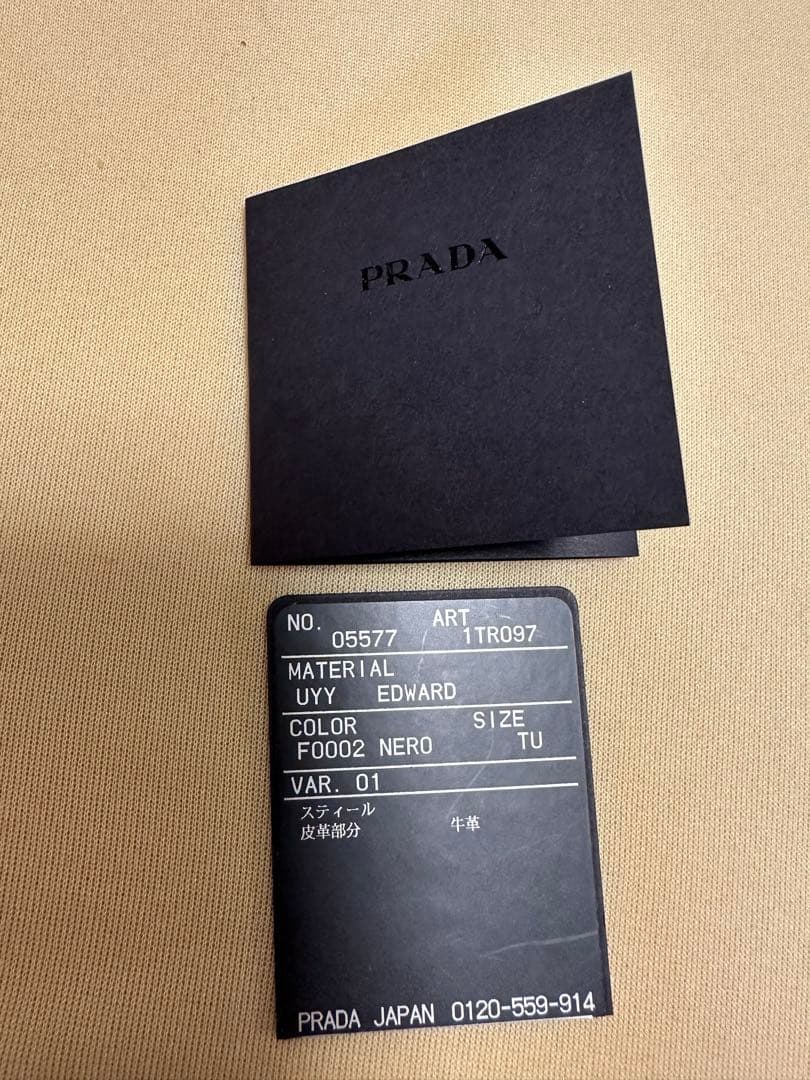 PRADA
NO. ART
05577 1TR097
MATERIAL
UYY EDWARD
COLOR SIZE
F0002 NERO TU
VAR. 01
スティール
皮革部分 牛革
PRADA JAPAN 0120-559-914